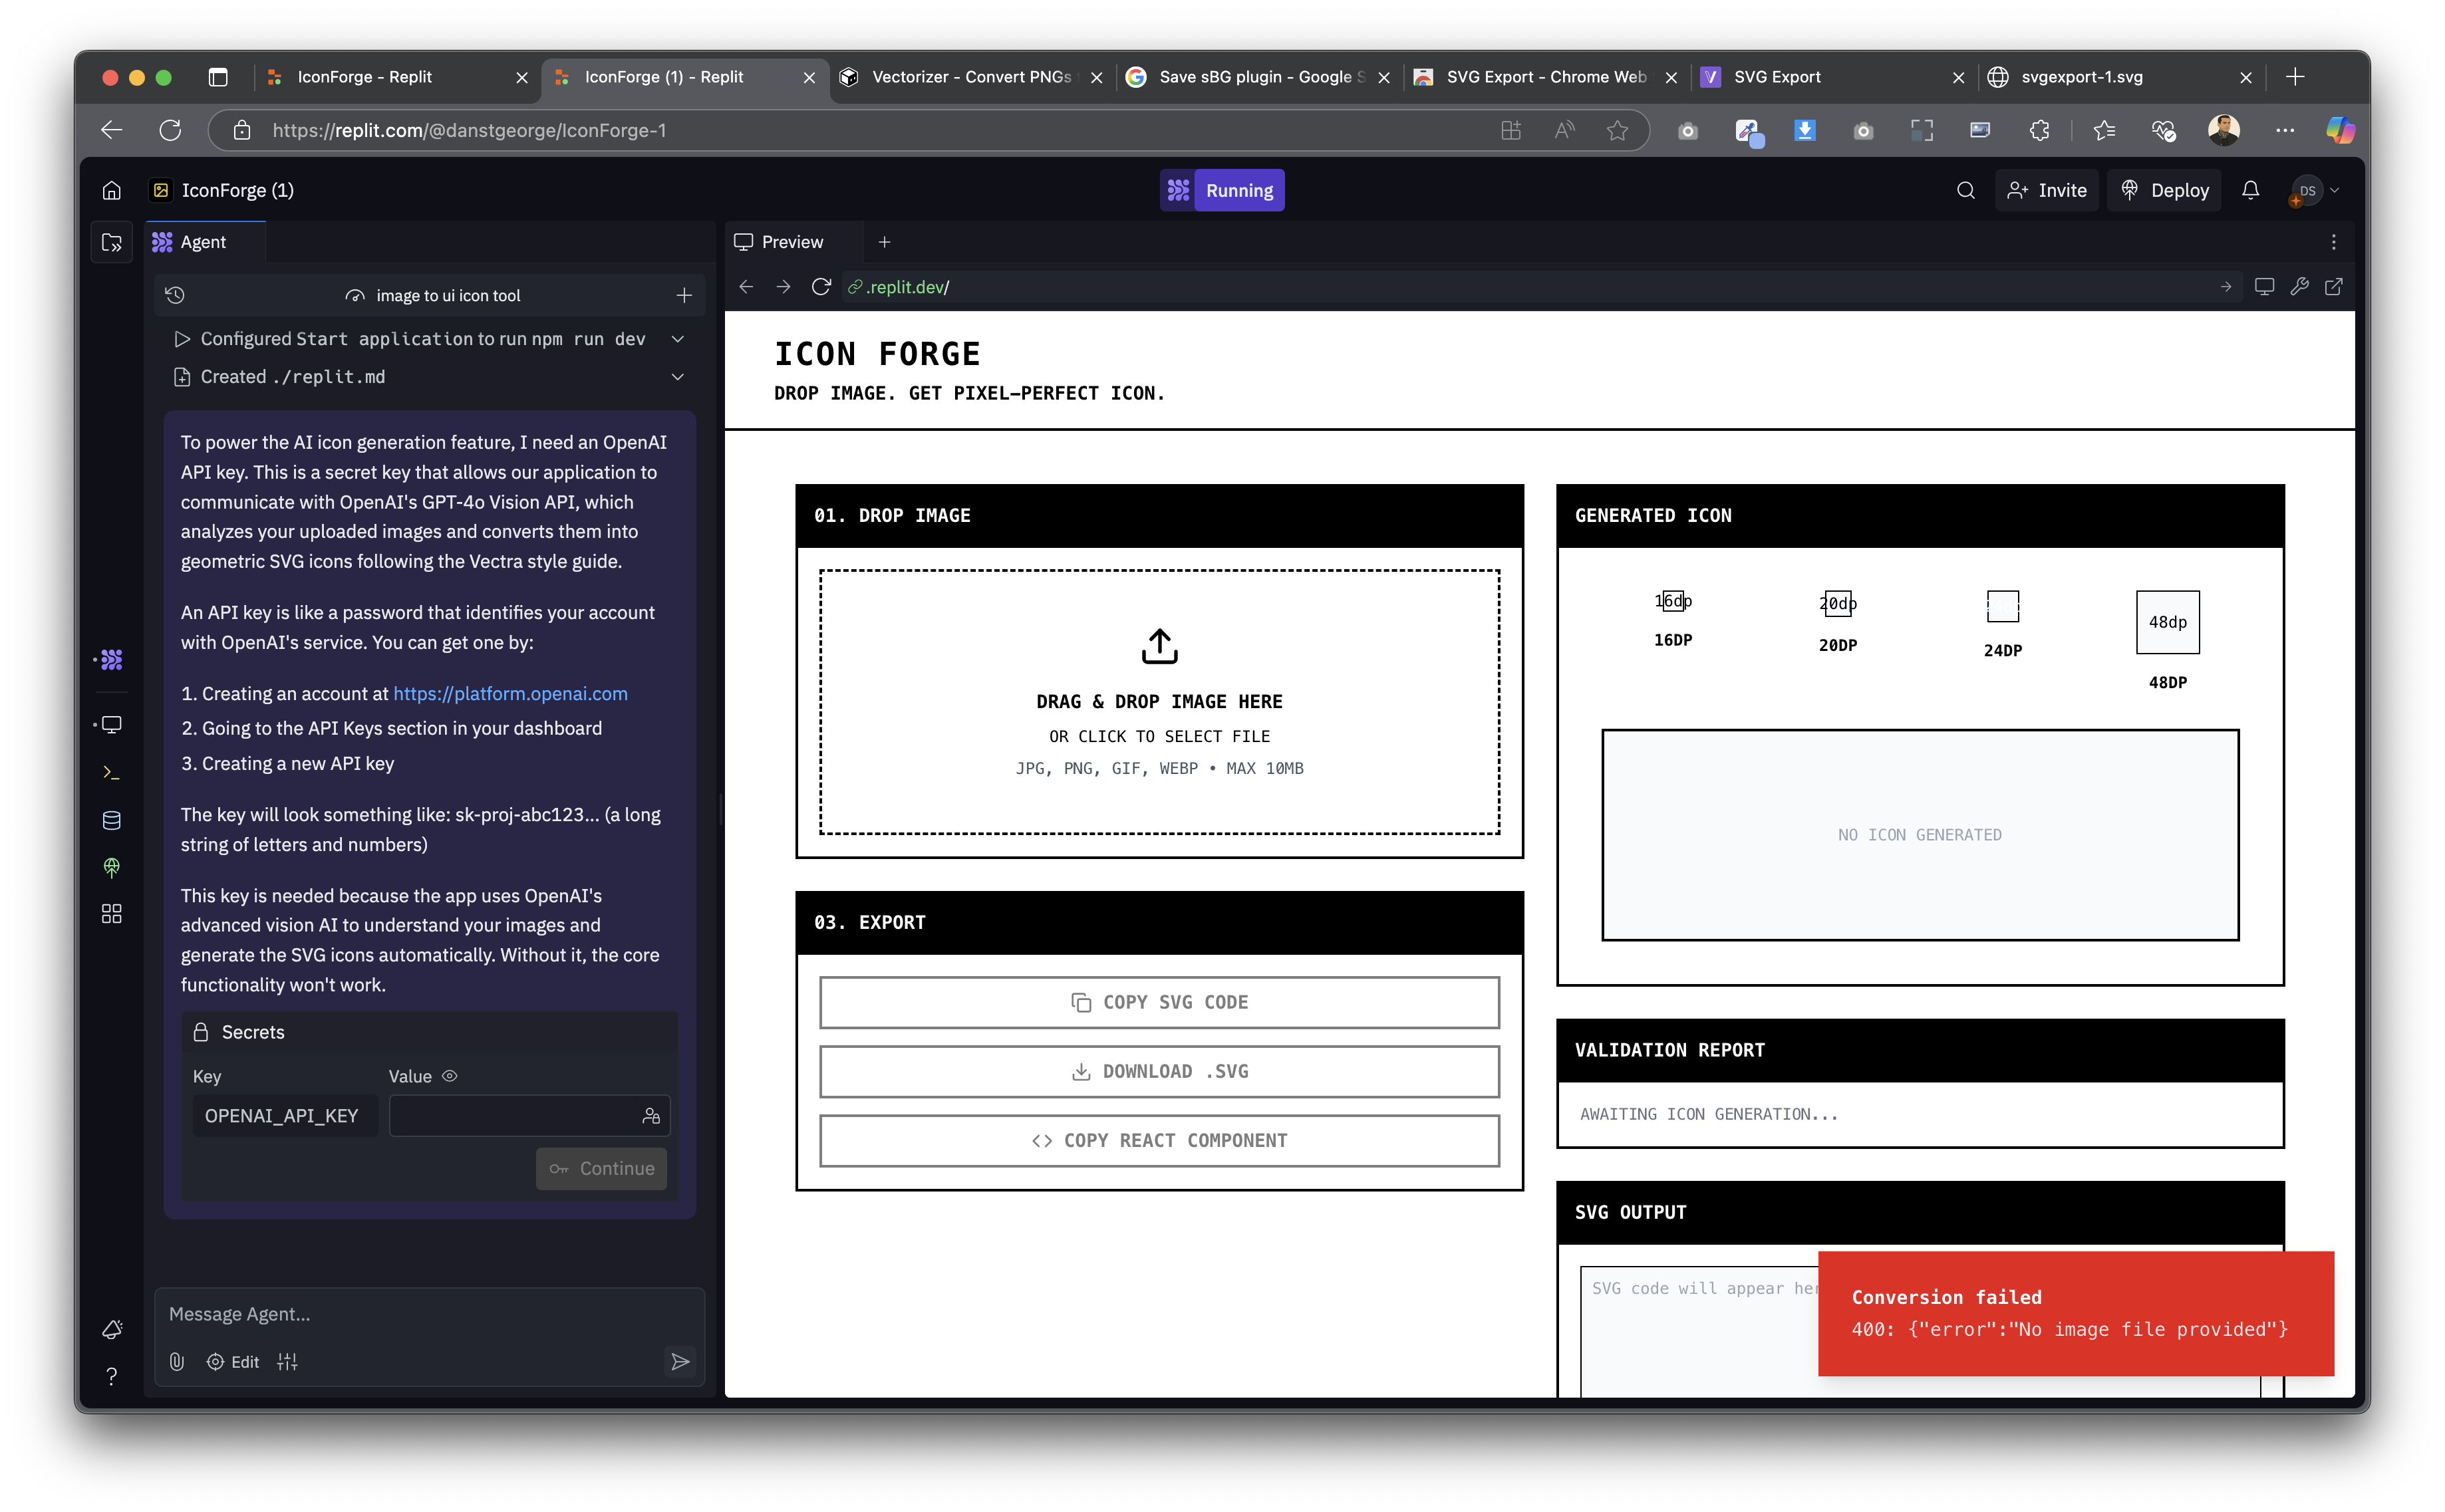 IconForge - Replit
IconForge (1) - Replit
Vectorizer - Convert PNGs
Save sBG plugin - Google S
SVG Export - Chrome Web
SVG Export
svgexport-1.svg
https://replit.com/@danstgeorge/IconForge-1
IconForge (1)
Running
Invite
Deploy
DS
Agent
image to ui icon tool
Configured Start application to run npm run dev
Created ./replit.md
To power the AI icon generation feature, I need an OpenAI
API key. This is a secret key that allows our application to
communicate with OpenAI's GPT-4o Vision API, which
analyzes your uploaded images and converts them into
geometric SVG icons following the Vectra style guide.
An API key is like a password that identifies your account
with OpenAI's service. You can get one by:
1. Creating an account at https://platform.openai.com
2. Going to the API Keys section in your dashboard
3. Creating a new API key
The key will look something like: sk-proj-abc123... (a long
string of letters and numbers)
This key is needed because the app uses OpenAI's
advanced vision AI to understand your images and
generate the SVG icons automatically. Without it, the core
functionality won't work.
Secrets
Key
Value
OPENAI_API_KEY
Continue
Message Agent...
Edit
Preview
.replit.dev/
ICON FORGE
DROP IMAGE. GET PIXEL-PERFECT ICON.
01. DROP IMAGE
DRAG & DROP IMAGE HERE
OR CLICK TO SELECT FILE
JPG, PNG, GIF, WEBP • MAX 10MB
03. EXPORT
COPY SVG CODE
DOWNLOAD .SVG
COPY REACT COMPONENT
GENERATED ICON
16dp
20dp
48dp
16DP
20DP
24DP
48DP
NO ICON GENERATED
VALIDATION REPORT
AWAITING ICON GENERATION...
SVG OUTPUT
SVG code will appear her
Conversion failed
400: {"error":"No image file provided"}